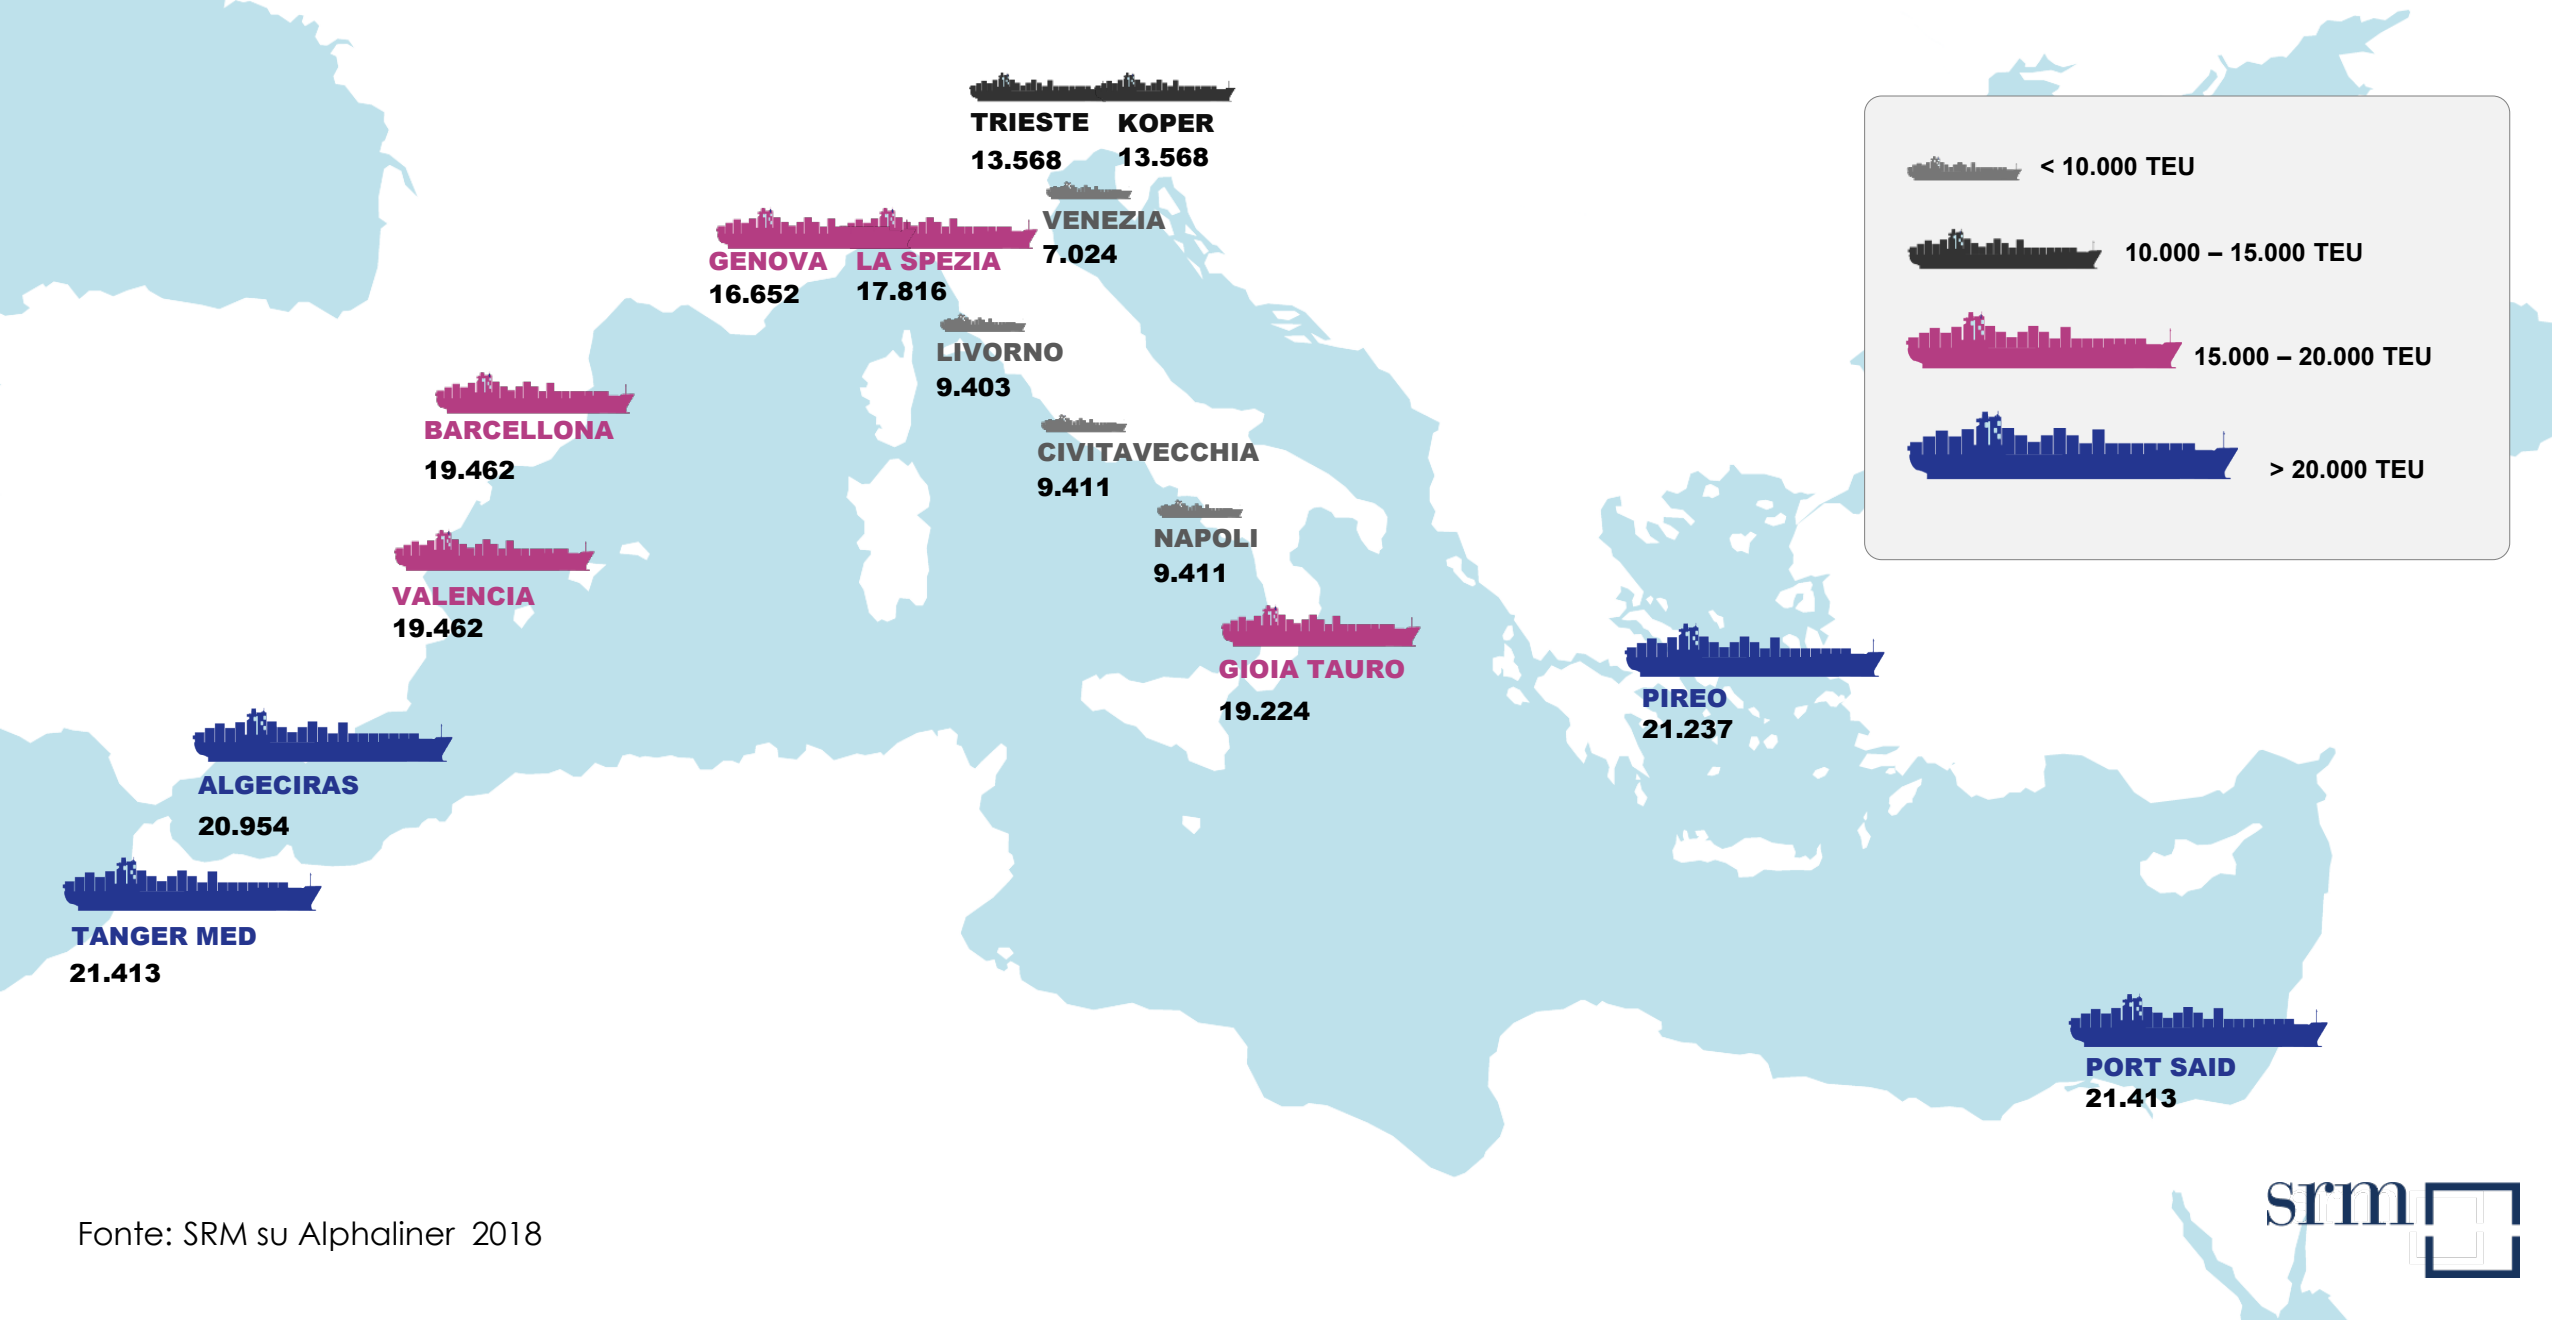 TRIESTE
13.568
KOPER
13.568
VENEZIA
7.024
GENOVA
16.652
LA SPEZIA
17.816
LIVORNO
9.403
BARCELLONA
19.462
CIVITAVECCHIA
9.411
NAPOLI
9.411
VALENCIA
19.462
GIOIA TAURO
19.224
PIREO
21.237
ALGECIRAS
20.954
TANGER MED
21.413
PORT SAID
21.413
< 10.000 TEU
10.000 – 15.000 TEU
15.000 – 20.000 TEU
> 20.000 TEU
Fonte: SRM su Alphaliner 2018
srm